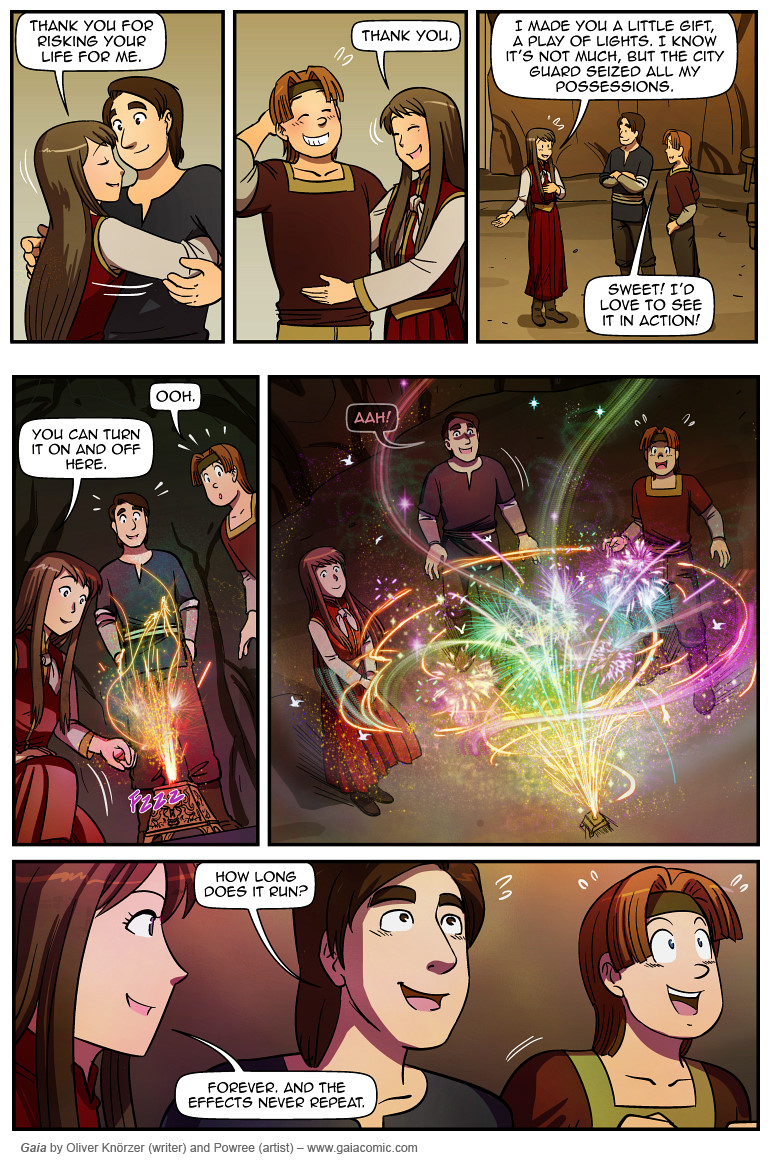 THANK YOU FOR
RISKING YOUR
LIFE FOR ME.
THANK YOU.
I MADE YOU A LITTLE GIFT,
A PLAY OF LIGHTS. I KNOW
IT'S NOT MUCH, BUT THE CITY
GUARD SEIZED ALL MY
POSSESSIONS.
SWEET! I'D
LOVE TO SEE
IT IN ACTION!
OOH.
YOU CAN TURN
IT ON AND OFF
HERE.
FZZZ
AAH!
HOW LONG
DOES IT RUN?
FOREVER. AND THE
EFFECTS NEVER REPEAT.
Gaia by Oliver Knörzer (writer) and Powree (artist) – www.gaiacomic.com